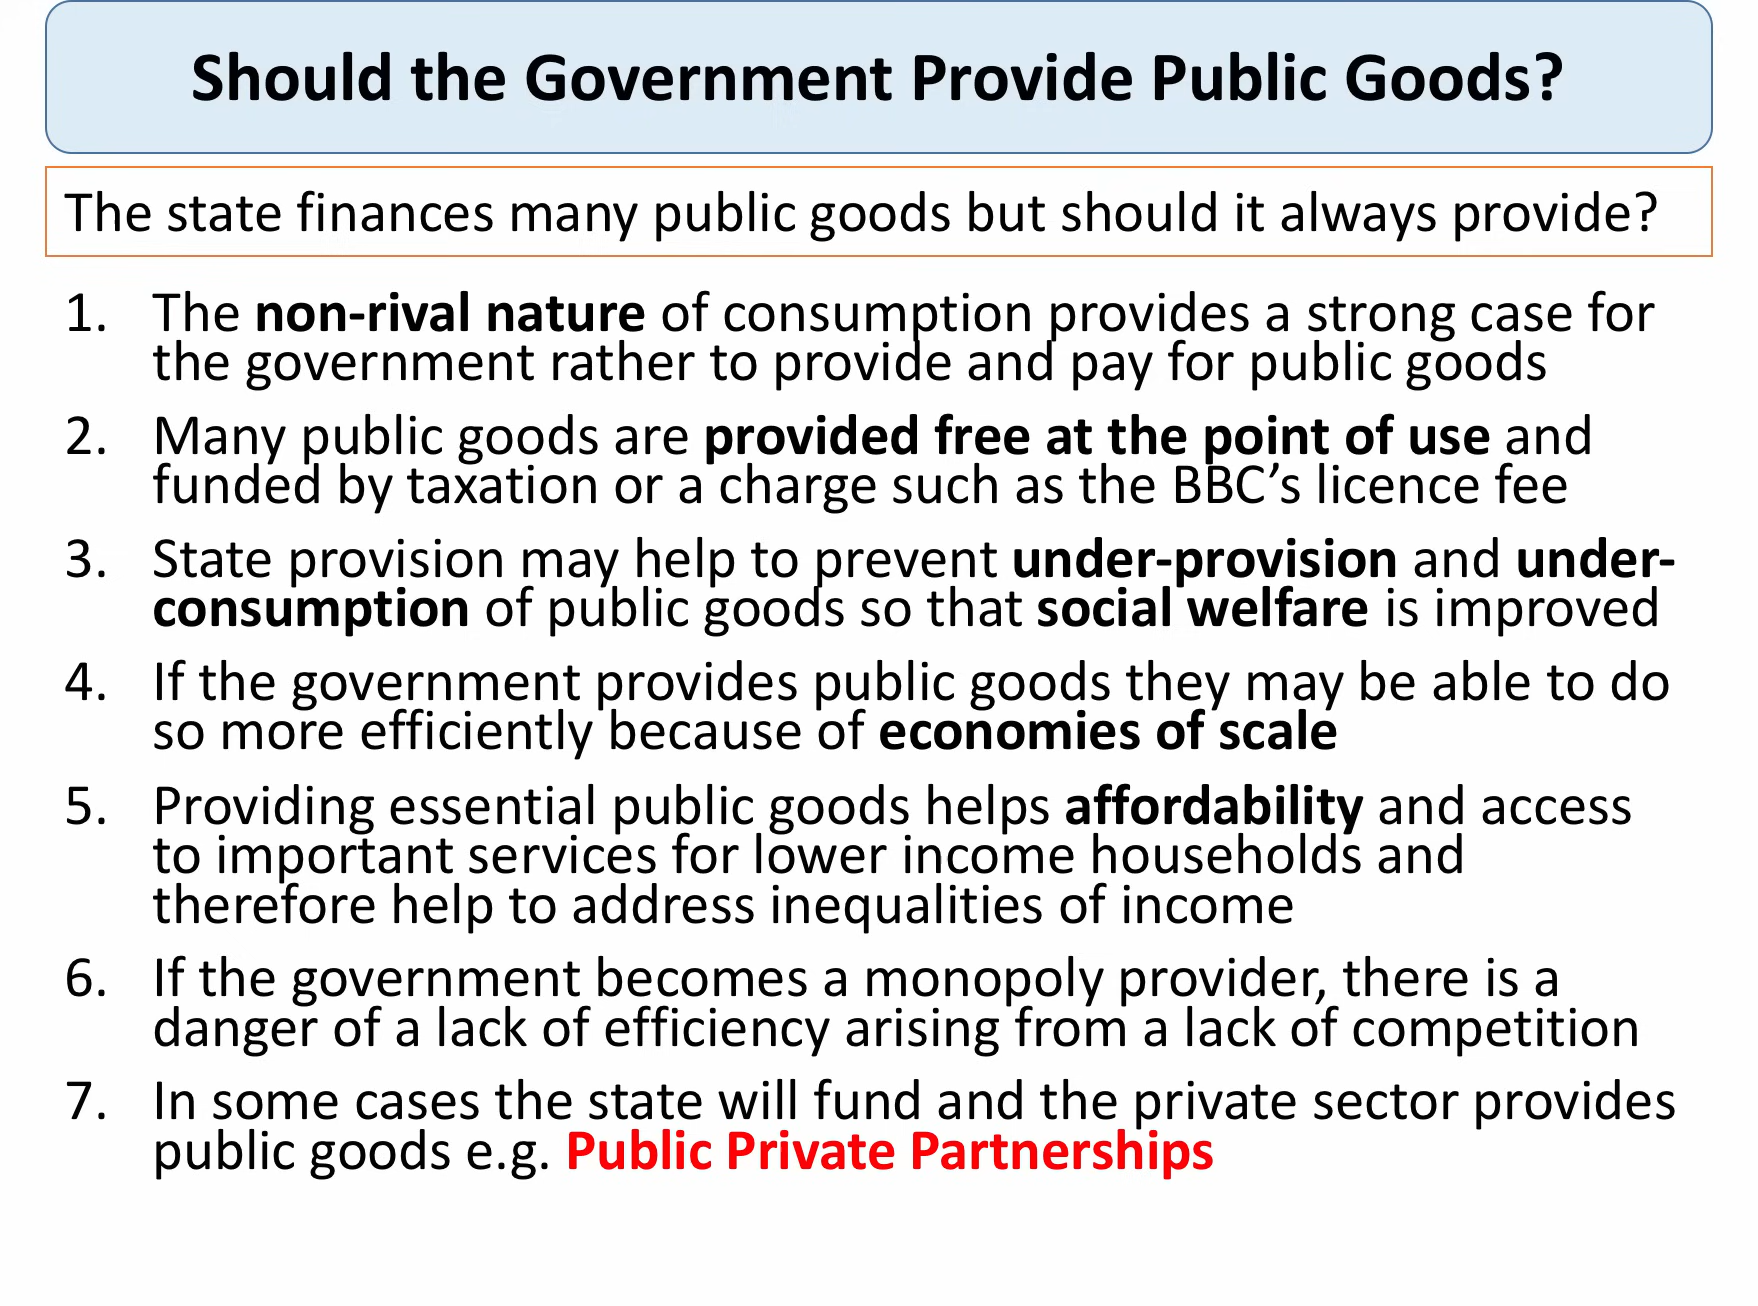 Should the Government Provide Public Goods?
The state finances many public goods but should it always provide?
1. The non-rival nature of consumption provides a strong case for
the government rather to provide and pay for public goods
2. Many public goods are provided free at the point of use and
funded by taxation or a charge such as the BBC’s licence fee
3. State provision may help to prevent under-provision and under-
consumption of public goods so that social welfare is improved
4. If the government provides public goods they may be able to do
so more efficiently because of economies of scale
5. Providing essential public goods helps affordability and access
to important services for lower income households and
therefore help to address inequalities of income
6. If the government becomes a monopoly provider, there is a
danger of a lack of efficiency arising from a lack of competition
7. In some cases the state will fund and the private sector provides
public goods e.g. Public Private Partnerships